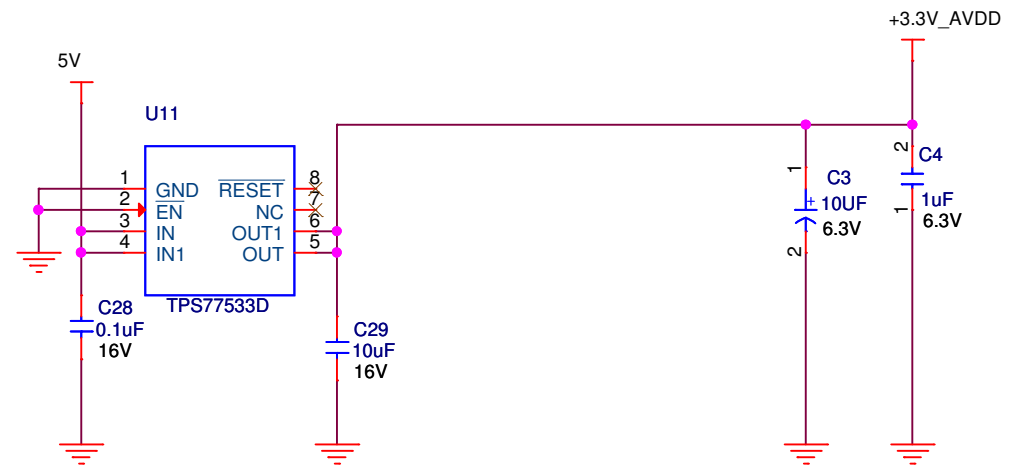 +3.3V_AVDD
5V
U11
1 GND RESET 8
2 EN NC 7
3 IN OUT1 6
4 IN1 OUT 5
TPS77533D
C28
0.1uF
16V
C29
10uF
16V
1
C3
+ 10UF
6.3V
2
2
C4
1uF
1
6.3V